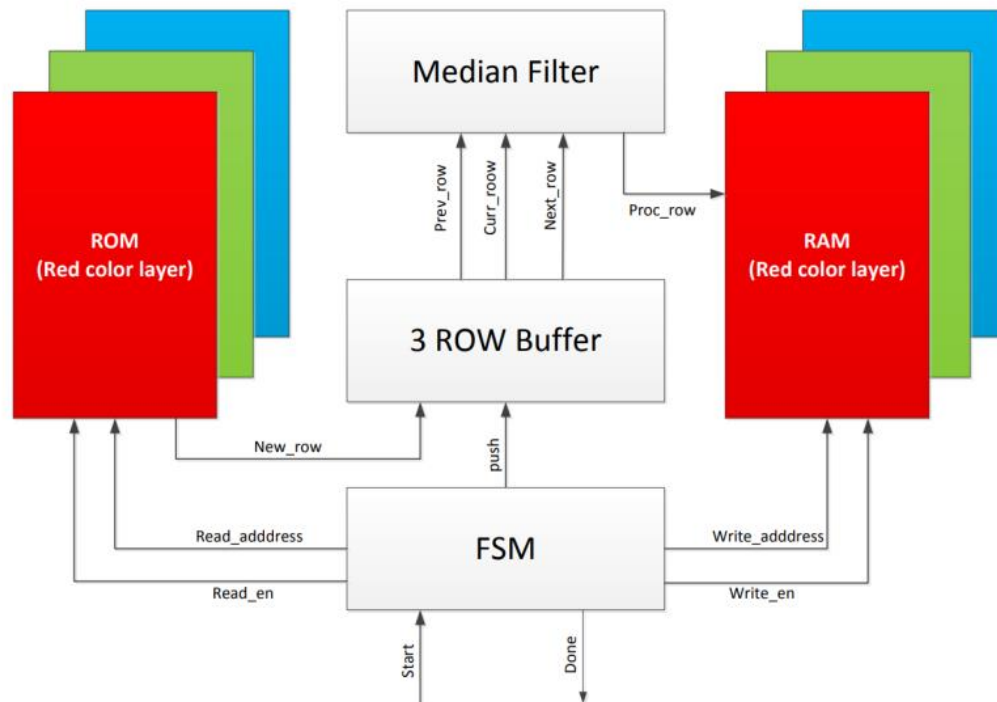 Median Filter
ROM
(Red color layer)
Prev_row
Curr_roow
Next_row
Proc_row
RAM
(Red color layer)
3 ROW Buffer
New_row
push
Read_adddress
FSM
Write_adddress
Read_en
Write_en
Start
Done